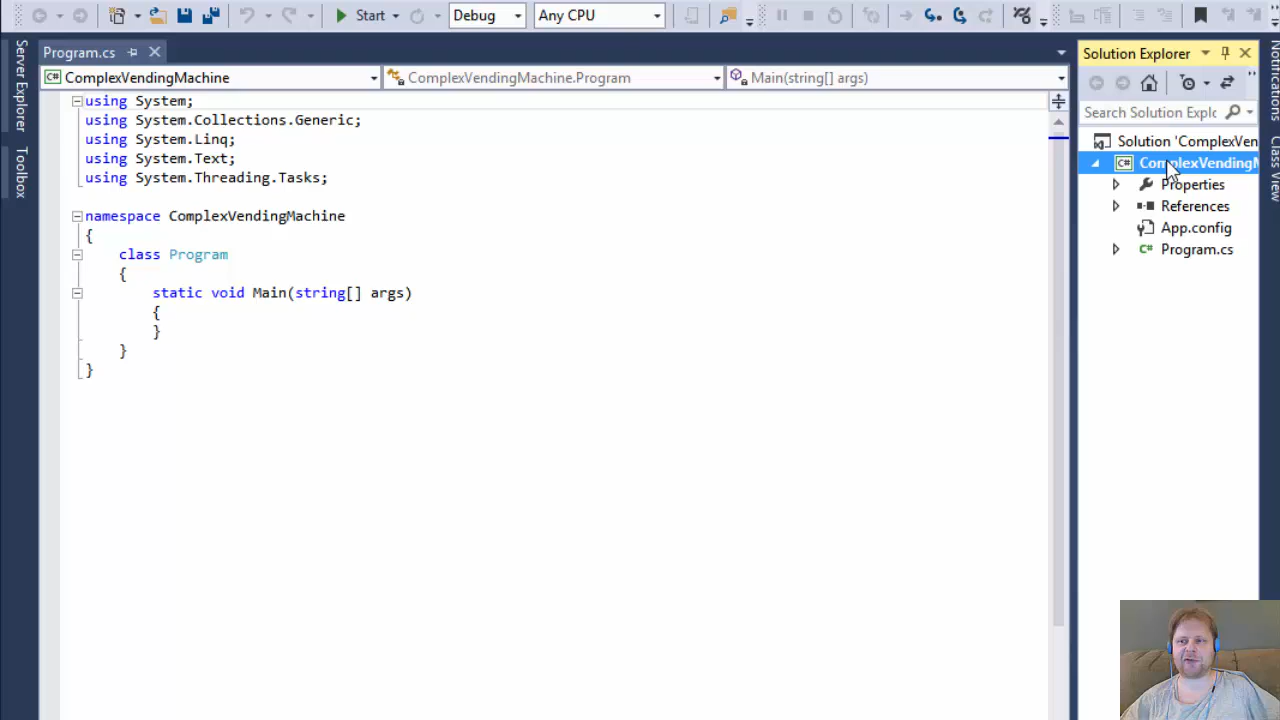 Start
Debug
Any CPU
Program.cs
ComplexVendingMachine
ComplexVendingMachine.Program
Main(string[] args)
using System;
using System.Collections.Generic;
using System.Linq;
using System.Text;
using System.Threading.Tasks;
namespace ComplexVendingMachine
{
class Program
{
static void Main(string[] args)
{
}
}
}
Server Explorer
Toolbox
Solution Explorer
Search Solution Explc
Solution 'ComplexVen
ComplexVendingM
Properties
References
App.config
Program.cs
Notifications
Class View